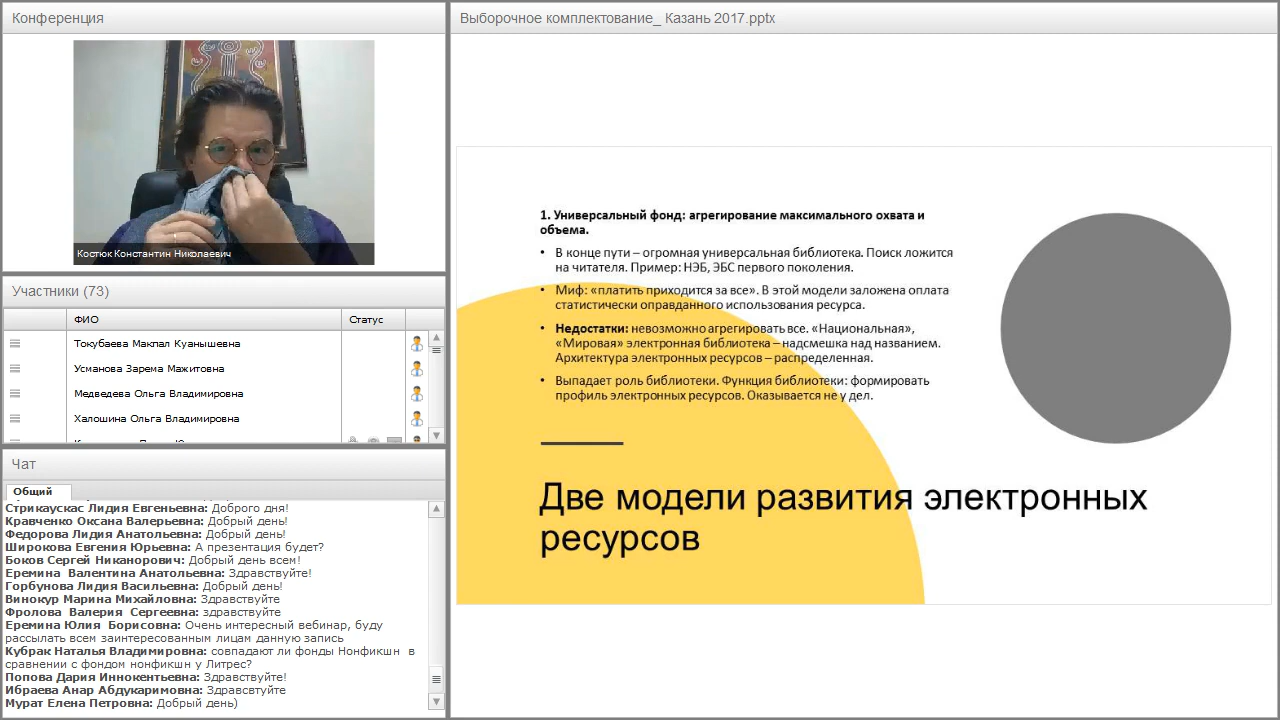 Конференция
Костюк Константин Николаевич
Участники (73)
ФИО
Статус
Токубаева Макпал Куанышевна
Усманова Зарема Мажитовна
Медведева Ольга Владимировна
Халошина Ольга Владимировна
Чат
Общий
Стрикаускас Лидия Евгеньевна: Доброго дня!
Кравченко Оксана Валерьевна: Добрый день!
Федорова Лидия Анатольевна: Добрый день!
Широкова Евгения Юрьевна: А презентация будет?
Боков Сергей Никанорович: Добрый день всем!
Еремина  Валентина Анатольевна: Здравствуйте!
Горбунова Лидия Васильевна: Добрый день!
Винокур Марина Михайловна: Здравствуйте
Фролова  Валерия  Сергеевна: здравствуйте
Еремина Юлия  Борисовна: Очень интересный вебинар, буду
рассылать всем заинтересованным лицам данную запись
Кубрак Наталья Владимировна: совпадают ли фонды Нонфикшн  в
сравнении с фондом нонфикшн у Литрес?
Попова Дария Иннокентьевна: Здравствуйте!
Ибраева Анар Абдукаримовна: Здравсвтуйте
Мурат Елена Петровна: Добрый день)
Выборочное комплектование_ Казань 2017.pptx
1. Универсальный фонд: агрегирование максимального охвата и
объема.
• В конце пути – огромная универсальная библиотека. Поиск ложится
на читателя. Пример: НЭБ, ЭБС первого поколения.
• Миф: «платить приходится за все». В этой модели заложена оплата
статистически оправданного использования ресурса.
• Недостатки: невозможно агрегировать все. «Национальная»,
«Мировая» электронная библиотека – надсмешка над названием.
Архитектура электронных ресурсов – распределенная.
• Выпадает роль библиотеки. Функция библиотеки: формировать
профиль электронных ресурсов. Оказывается не у дел.
Две модели развития электронных
ресурсов